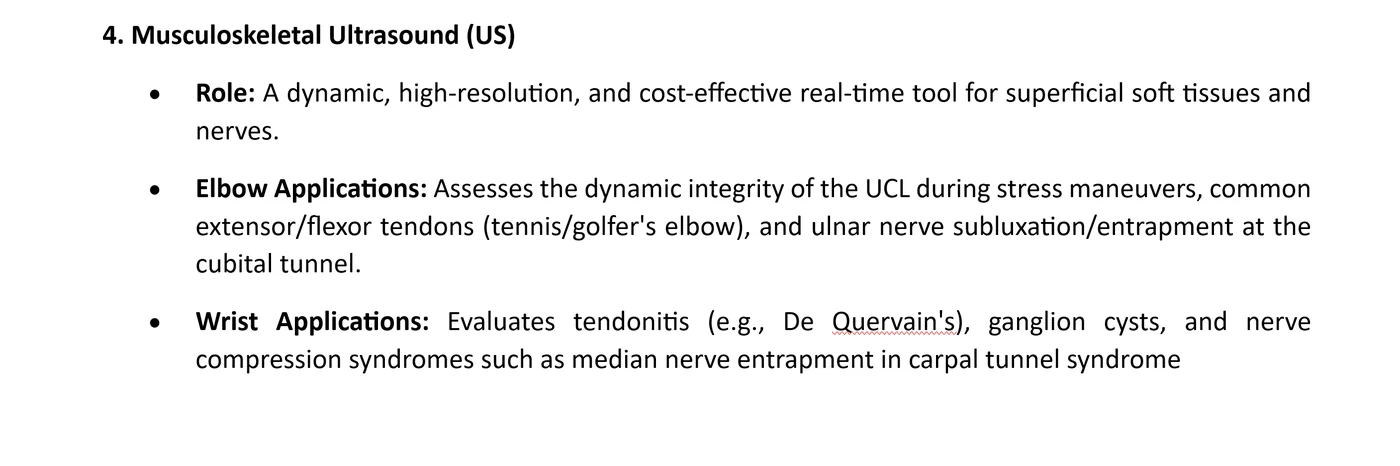 4. Musculoskeletal Ultrasound (US)
• Role: A dynamic, high-resolution, and cost-effective real-time tool for superficial soft tissues and
nerves.
• Elbow Applications: Assesses the dynamic integrity of the UCL during stress maneuvers, common
extensor/flexor tendons (tennis/golfer's elbow), and ulnar nerve subluxation/entrapment at the
cubital tunnel.
• Wrist Applications: Evaluates tendonitis (e.g., De Quervain's), ganglion cysts, and nerve
compression syndromes such as median nerve entrapment in carpal tunnel syndrome